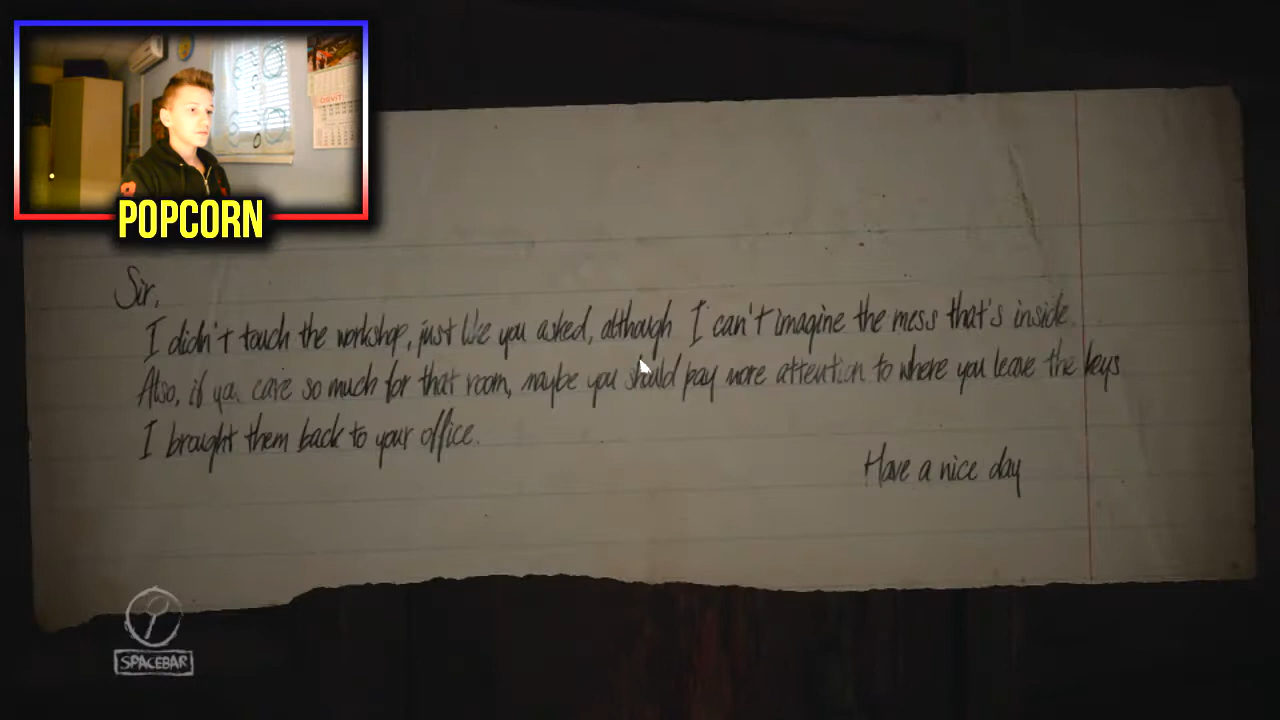 OSVIT
POPCORN
Sir,
I didn't touch the workshop, just like you asked, although I can't imagine the mess that's inside.
Also, if you care so much for that room, maybe you should pay more attention to where you leave the keys
I brought them back to your office.
Have a nice day
SPACEBAR